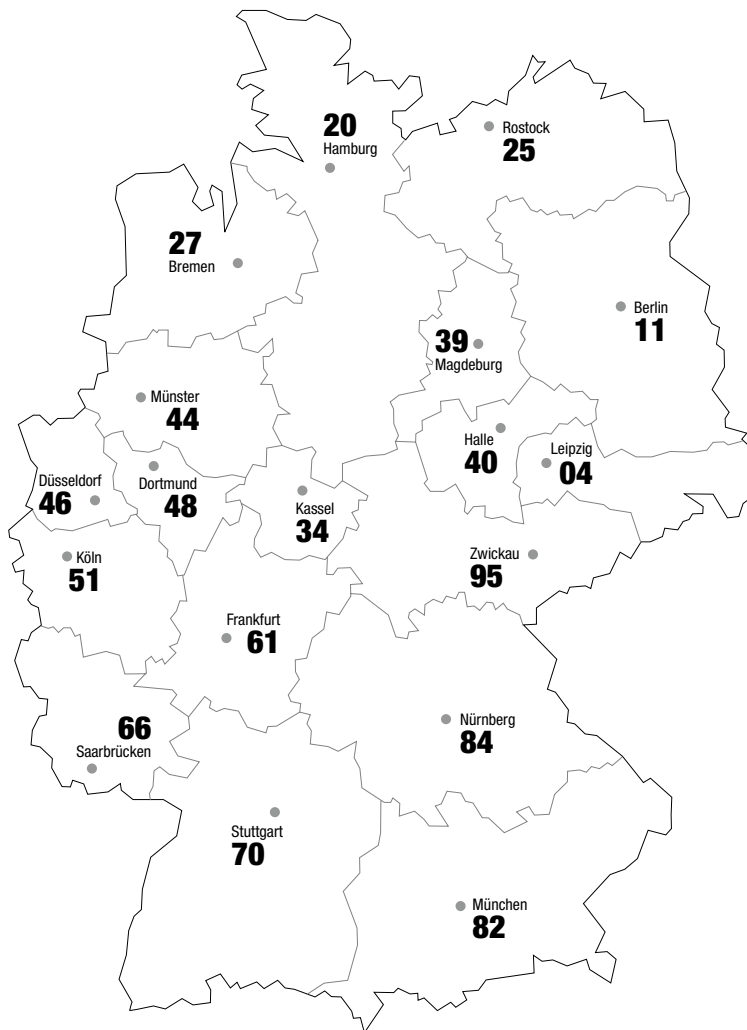 20
Hamburg
Rostock
25
27
Bremen
Berlin
11
39
Magdeburg
Münster
44
Halle
40
Leipzig
04
Düsseldorf
46
Dortmund
48
Kassel
34
Köln
51
Zwickau
95
Frankfurt
61
66
Saarbrücken
Nürnberg
84
Stuttgart
70
München
82